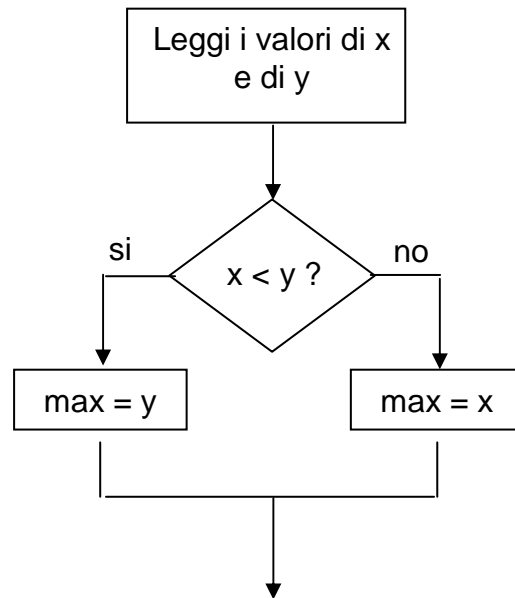 Leggi i valori di x
e di y
si
x < y ?
no
max = y
max = x